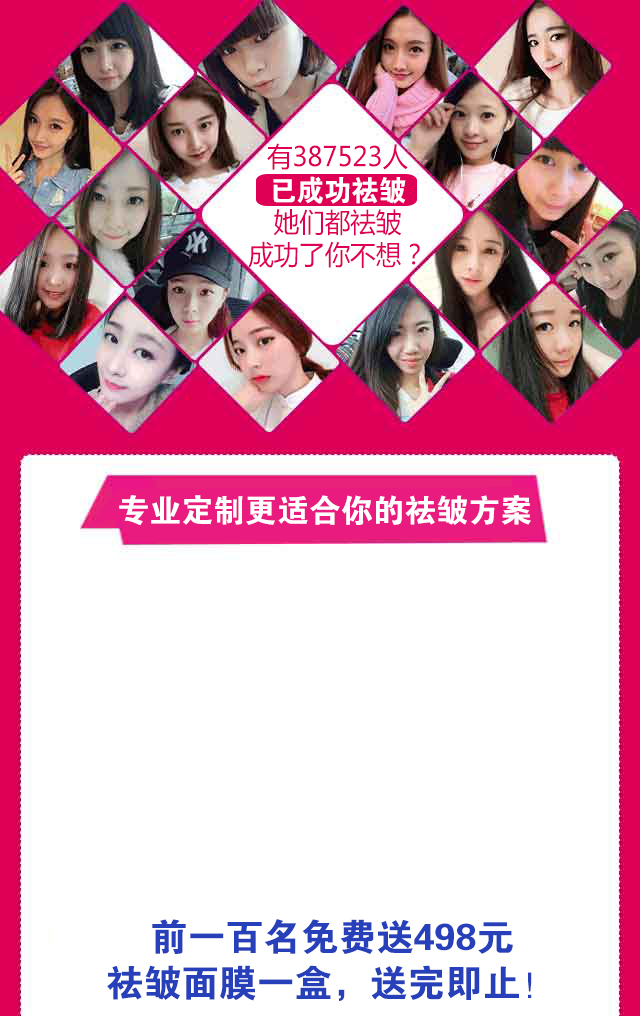 有387523人
已成功祛皱
她们都祛皱
成功了你不想？
专业定制更适合你的祛皱方案
前一百名免费送498元
祛皱面膜一盒，送完即止!